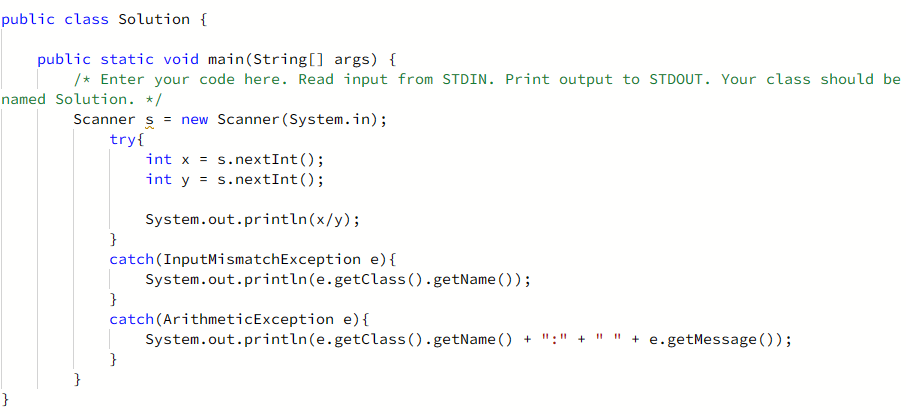 public class Solution {
public static void main(String[] args) {
/* Enter your code here. Read input from STDIN. Print output to STDOUT. Your class should be
named Solution. */
Scanner s = new Scanner(System.in);
try{
int x = s.nextInt();
int y = s.nextInt();
System.out.println(x/y);
}
catch(InputMismatchException e){
System.out.println(e.getClass().getName());
}
catch(ArithmeticException e){
System.out.println(e.getClass().getName() + ":" + " " + e.getMessage());
}
}
}